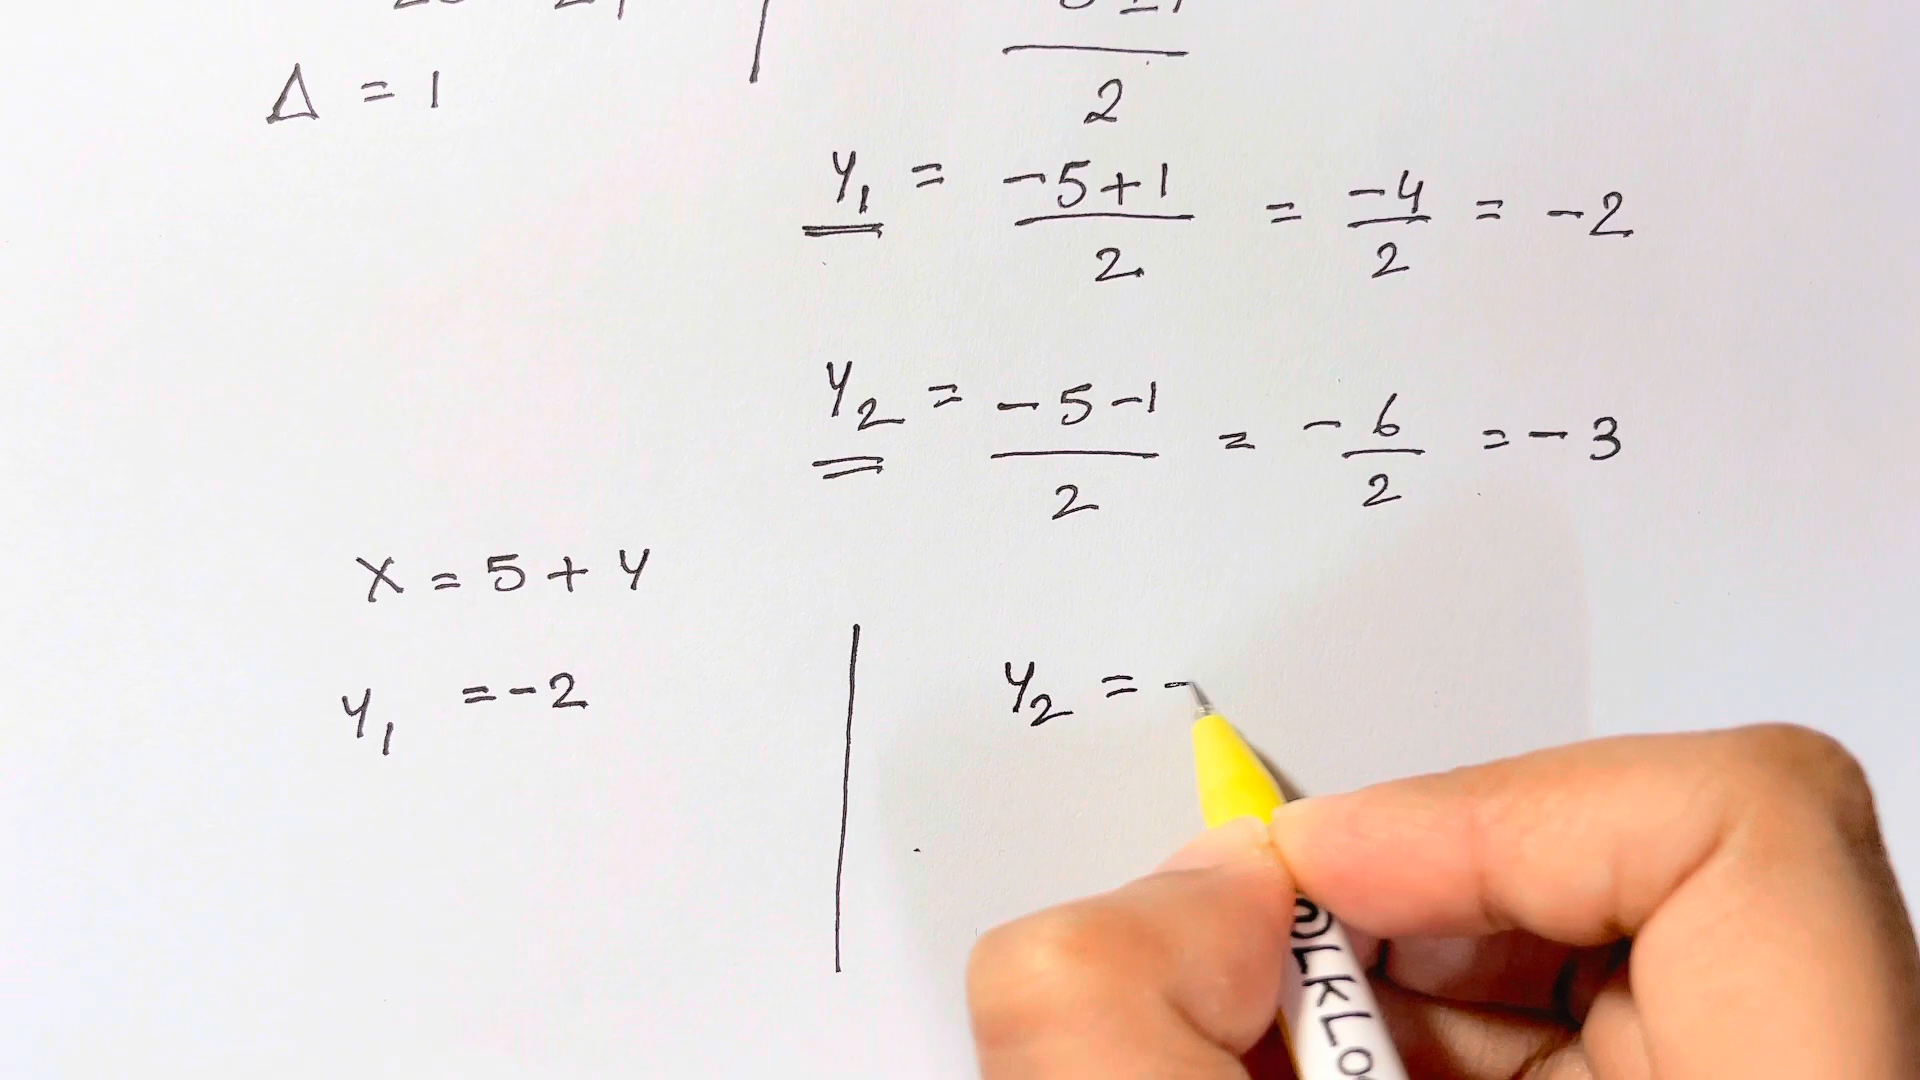 Δ = 1
2
y₁ = -5+1/2 = -4/2 = -2
y₂ = -5-1/2 = -6/2 = -3
x = 5 + y
y₁ = -2
y₂ = -
@LKLO